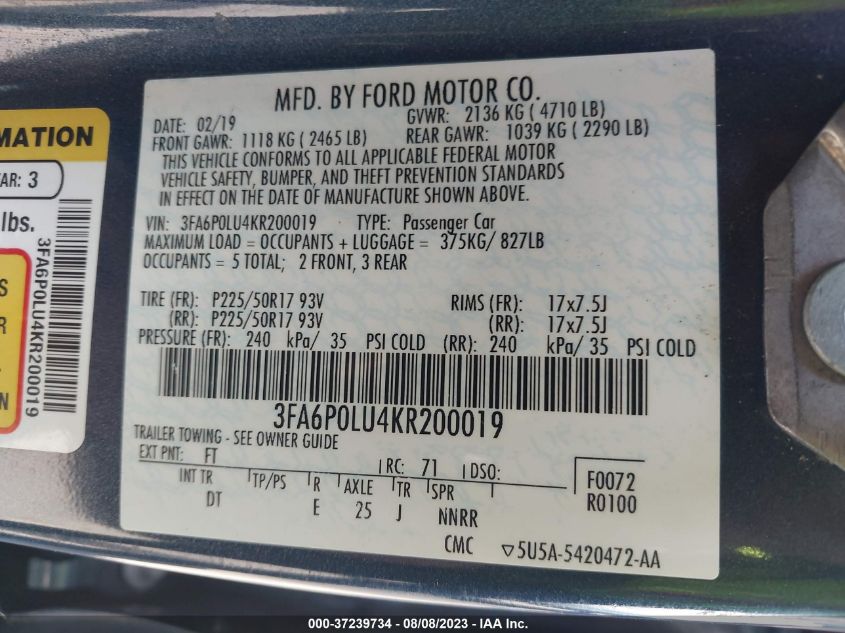 MFD. BY FORD MOTOR CO.
DATE: 02/19 GVWR: 2136 KG ( 4710 LB)
FRONT GAWR: 1118 KG ( 2465 LB) REAR GAWR: 1039 KG ( 2290 LB)
THIS VEHICLE CONFORMS TO ALL APPLICABLE FEDERAL MOTOR
VEHICLE SAFETY, BUMPER, AND THEFT PREVENTION STANDARDS
IN EFFECT ON THE DATE OF MANUFACTURE SHOWN ABOVE.
VIN: 3FA6P0LU4KR200019 TYPE: Passenger Car
MAXIMUM LOAD = OCCUPANTS + LUGGAGE = 375KG/ 827LB
OCCUPANTS = 5 TOTAL; 2 FRONT, 3 REAR
TIRE (FR): P225/50R17 93V RIMS (FR): 17x7.5J
(RR): P225/50R17 93V (RR): 17x7.5J
PRESSURE (FR): 240 kPa/ 35 PSI COLD (RR): 240 kPa/ 35 PSI COLD
3FA6P0LU4KR200019
TRAILER TOWING - SEE OWNER GUIDE
EXT PNT: FT RC: 71 DSO:
INT TR TP/PS R AXLE TR SPR
DT E 25 J NNRR
F0072
R0100
CMC ▽5U5A-5420472-AA
MATION
AR: 3
lbs.
3FA6P0LU4KR200019
S
R
N
000-37239734 - 08/08/2023 - IAA Inc.